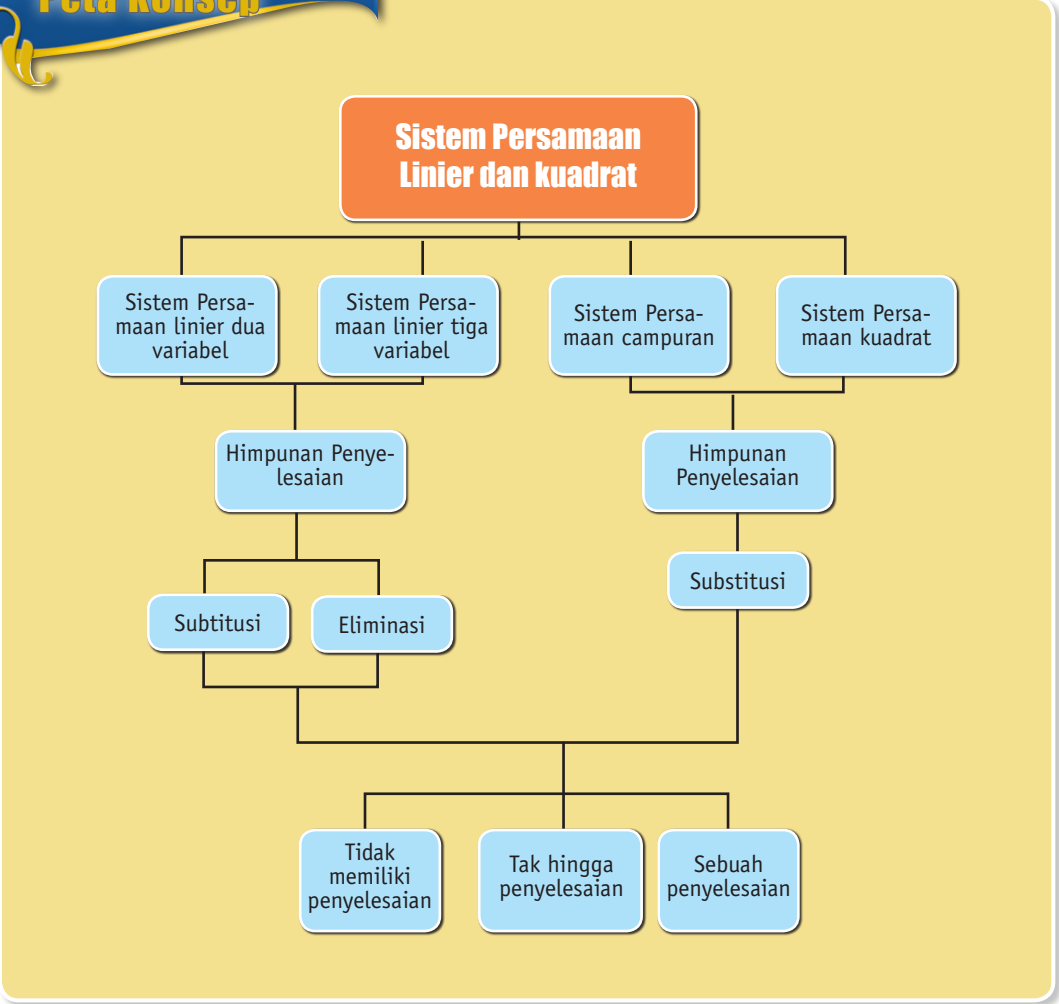 Peta Konsep
Sistem Persamaan
Linier dan kuadrat
Sistem Persa-
maan linier dua
variabel
Sistem Persa-
maan linier tiga
variabel
Sistem Persa-
maan campuran
Sistem Persa-
maan kuadrat
Himpunan Penye-
lesaian
Himpunan
Penyelesaian
Subtitusi
Eliminasi
Substitusi
Tidak
memiliki
penyelesaian
Tak hingga
penyelesaian
Sebuah
penyelesaian